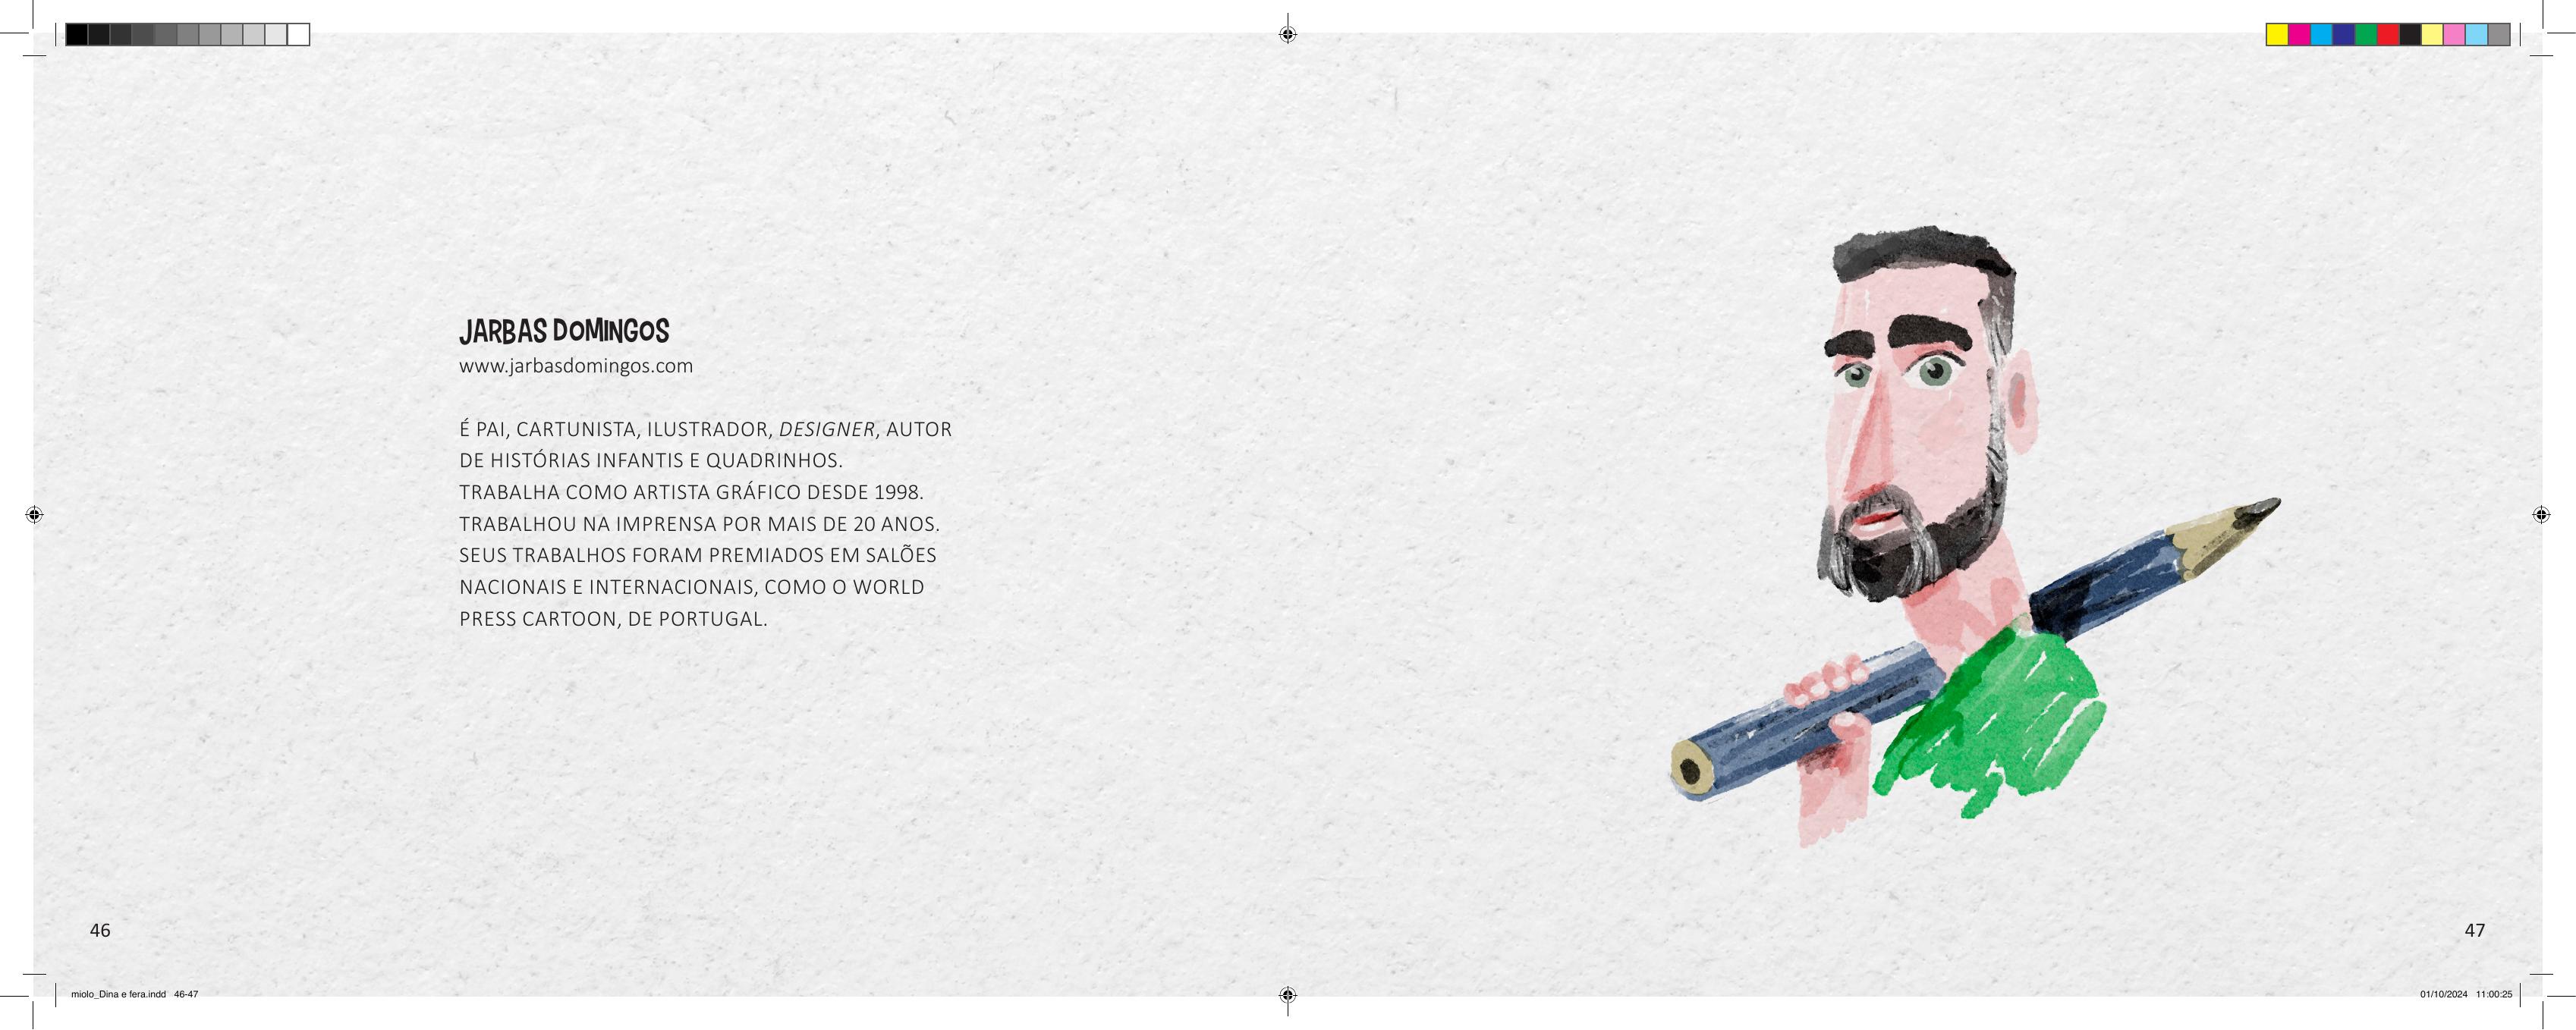 JARBAS DOMINGOS
www.jarbasdomingos.com
É PAI, CARTUNISTA, ILUSTRADOR, DESIGNER, AUTOR
DE HISTÓRIAS INFANTIS E QUADRINHOS.
TRABALHA COMO ARTISTA GRÁFICO DESDE 1998.
TRABALHOU NA IMPRENSA POR MAIS DE 20 ANOS.
SEUS TRABALHOS FORAM PREMIADOS EM SALÕES
NACIONAIS E INTERNACIONAIS, COMO O WORLD
PRESS CARTOON, DE PORTUGAL.
46
47
miolo_Dina e fera.indd   46-47
01/10/2024   11:00:25